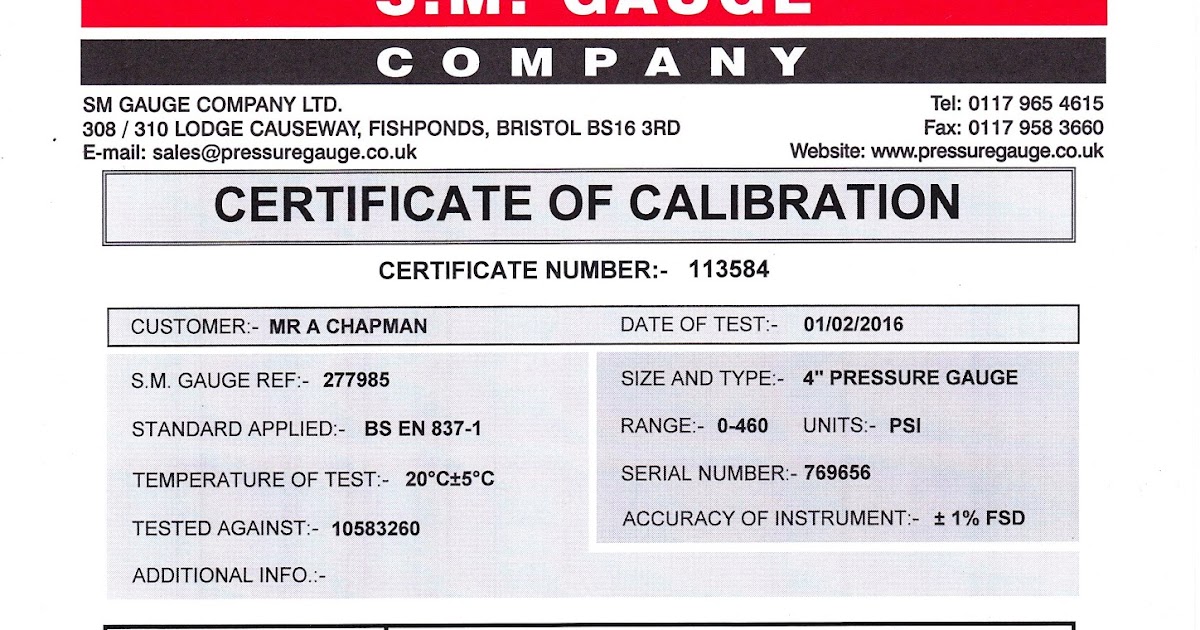 S.M. GAUGE
COMPANY
SM GAUGE COMPANY LTD.
308 / 310 LODGE CAUSEWAY, FISHPONDS, BRISTOL BS16 3RD
E-mail: sales@pressuregauge.co.uk
Tel: 0117 965 4615
Fax: 0117 958 3660
Website: www.pressuregauge.co.uk
CERTIFICATE OF CALIBRATION
CERTIFICATE NUMBER:- 113584
CUSTOMER:- MR A CHAPMAN
DATE OF TEST:- 01/02/2016
S.M. GAUGE REF:- 277985
STANDARD APPLIED:- BS EN 837-1
TEMPERATURE OF TEST:- 20°C±5°C
TESTED AGAINST:- 10583260
ADDITIONAL INFO.:-
SIZE AND TYPE:- 4" PRESSURE GAUGE
RANGE:- 0-460 UNITS:- PSI
SERIAL NUMBER:- 769656
ACCURACY OF INSTRUMENT:- ± 1% FSD